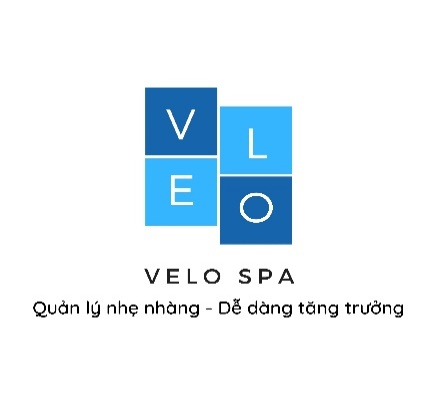 V
L
E
O
VELO SPA
Quản lý nhẹ nhàng - Dễ dàng tăng trưởng